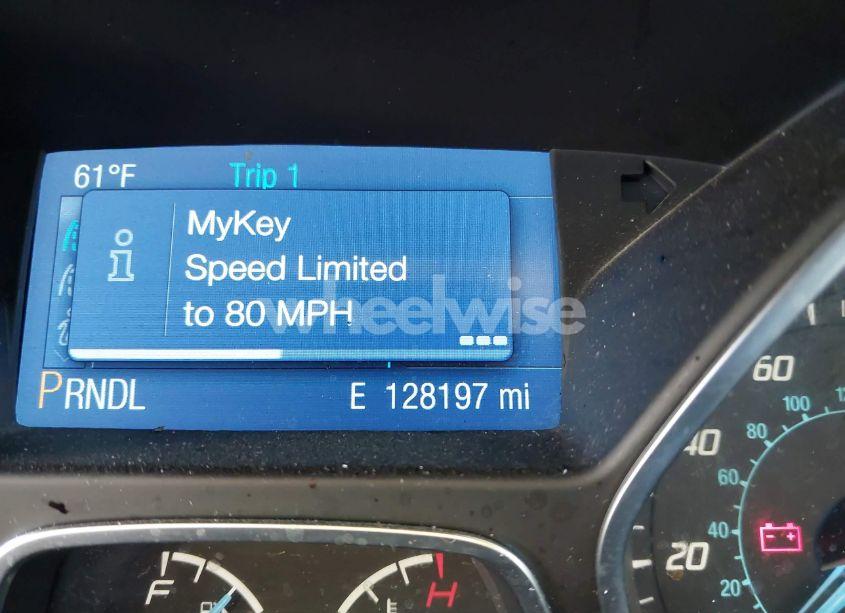 61°F Trip 1
MyKey
Speed Limited
to 80 MPH
wheelwise
PRNDL E 128197 mi
60
100
80
40
60
40
20
20
F
H
E